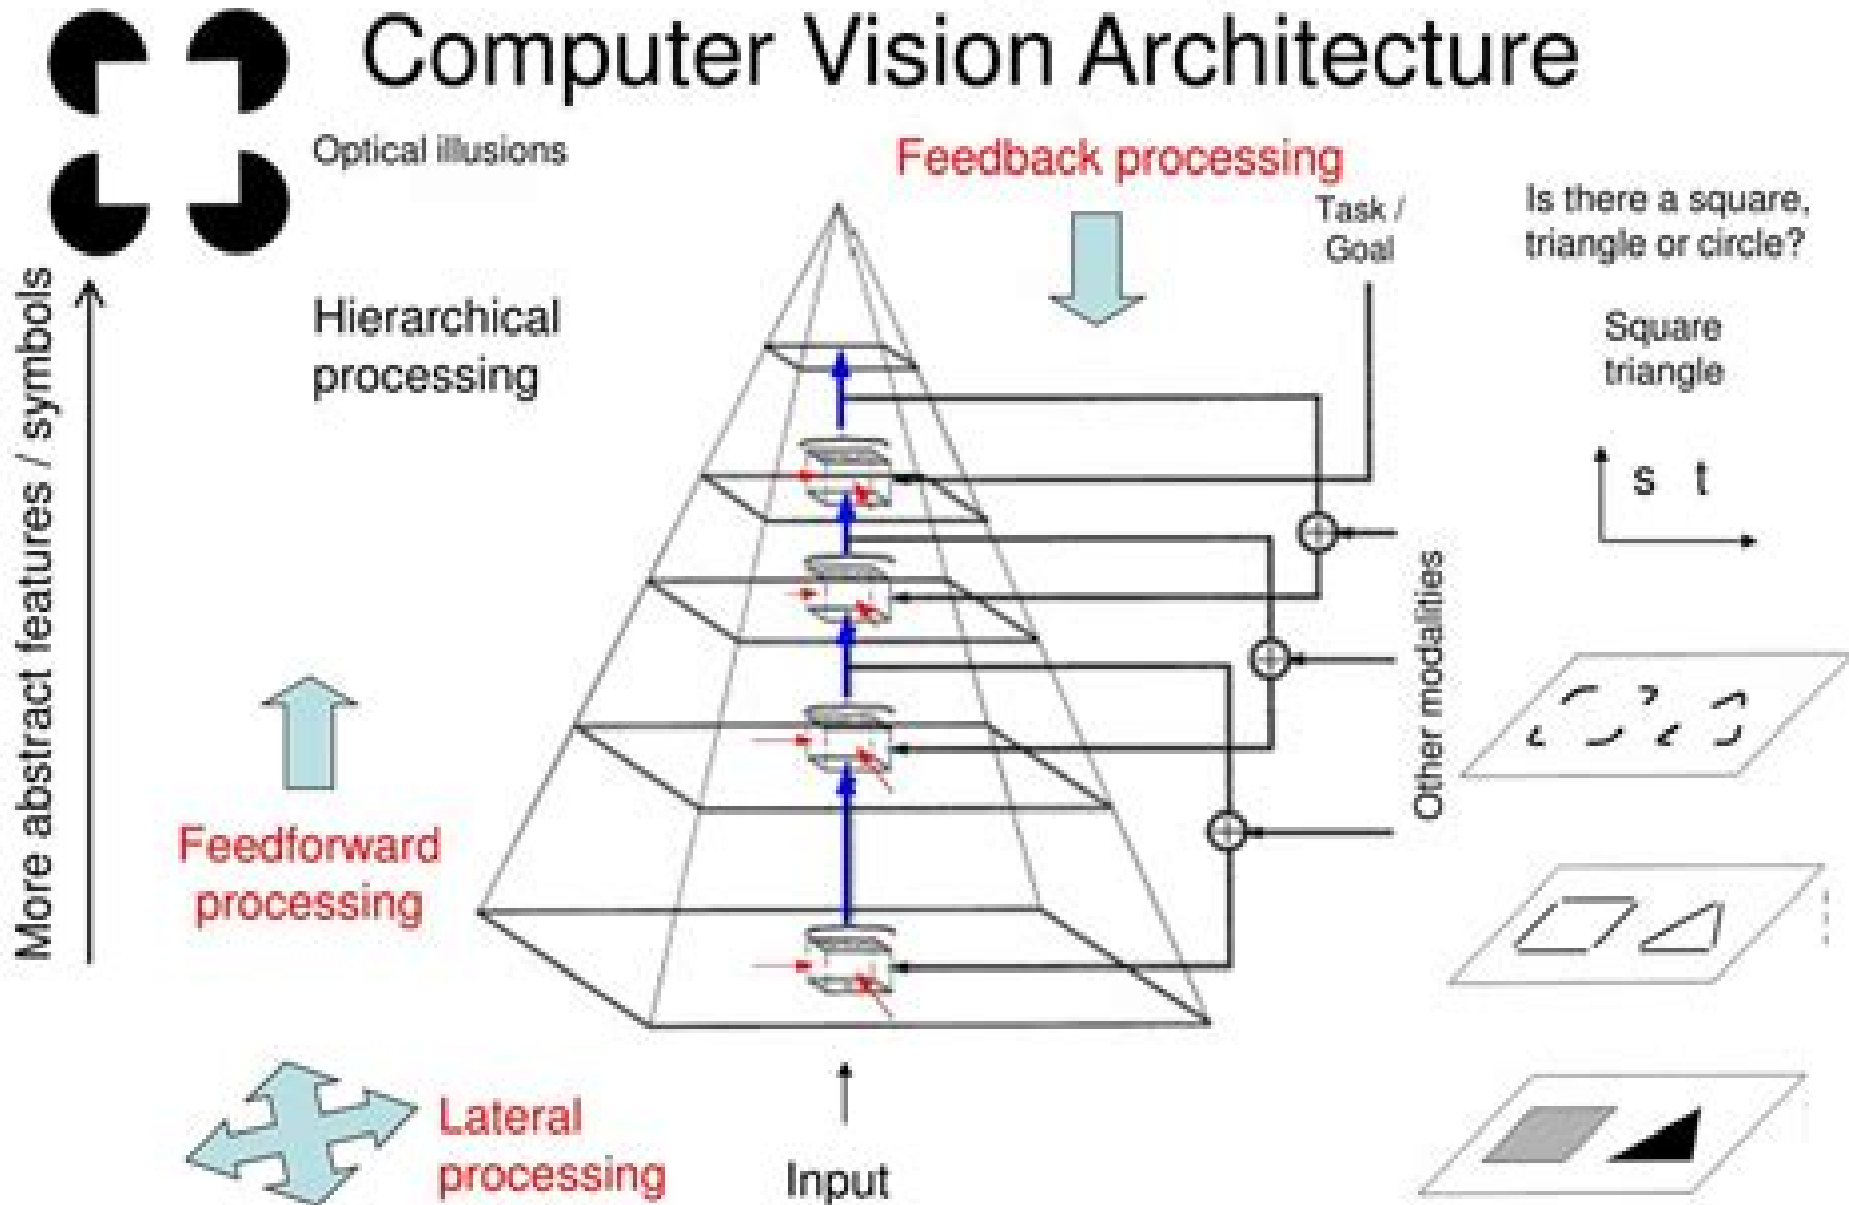 Computer Vision Architecture
Optical illusions
Feedback processing
Task /
Goal
Is there a square,
triangle or circle?
Hierarchical
processing
Square
triangle
s t
More abstract features / symbols
Other modalities
Feedforward
processing
Lateral
processing
Input